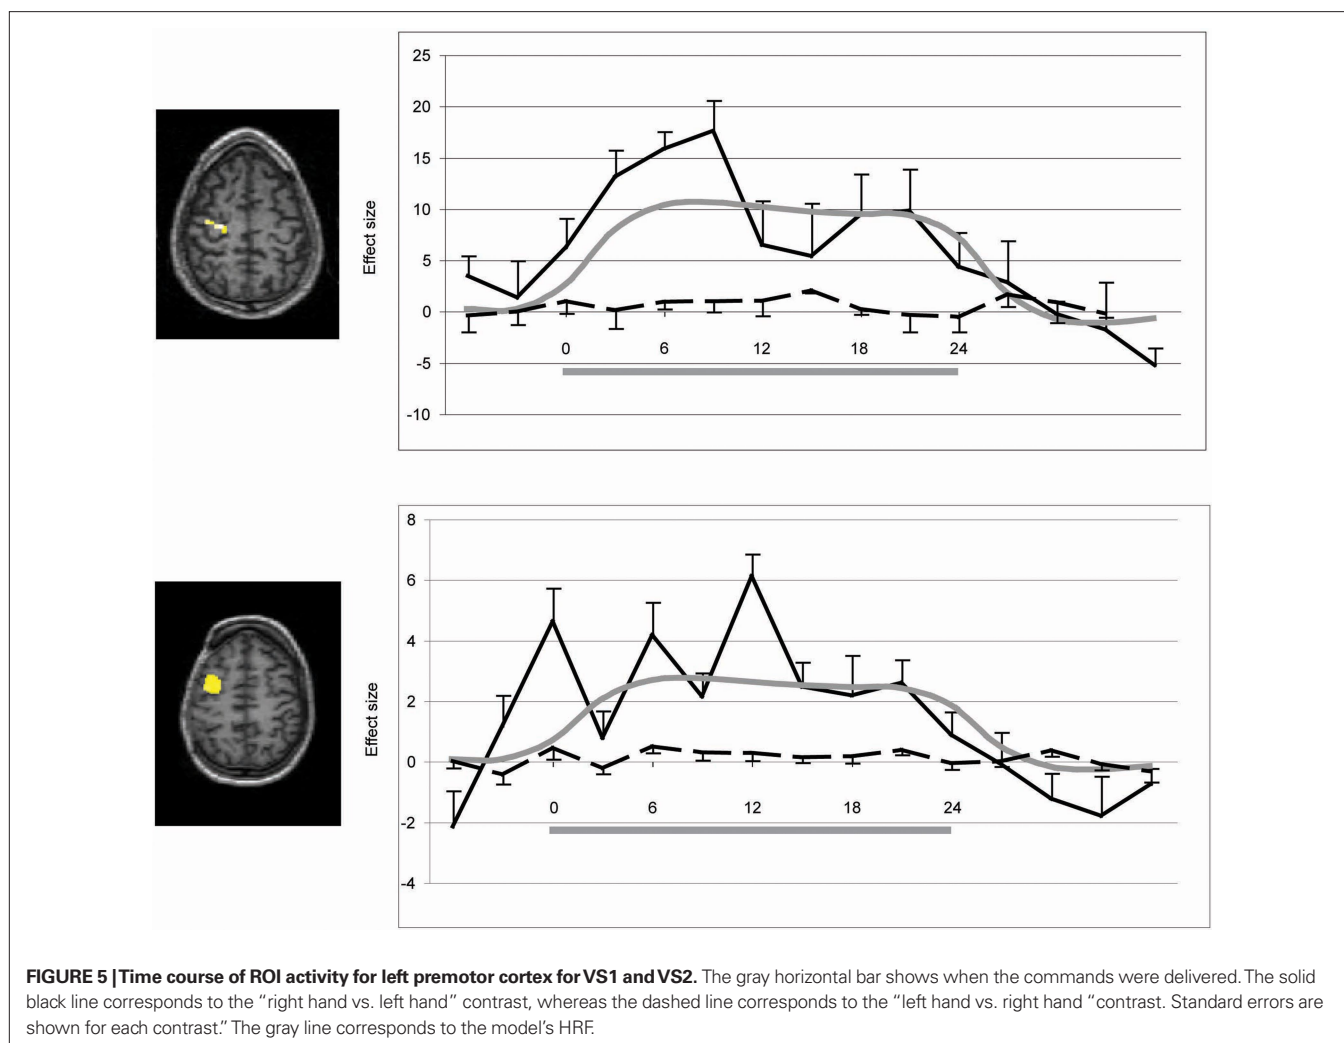 25
20
15
10
5
0
-5
-10
Effect size
0 6 12 18 24
8
6
4
2
0
-2
-4
Effect size
0 6 12 18 24
FIGURE 5 | Time course of ROI activity for left premotor cortex for VS1 and VS2. The gray horizontal bar shows when the commands were delivered. The solid
black line corresponds to the “right hand vs. left hand” contrast, whereas the dashed line corresponds to the “left hand vs. right hand “contrast. Standard errors are
shown for each contrast.” The gray line corresponds to the model’s HRF.